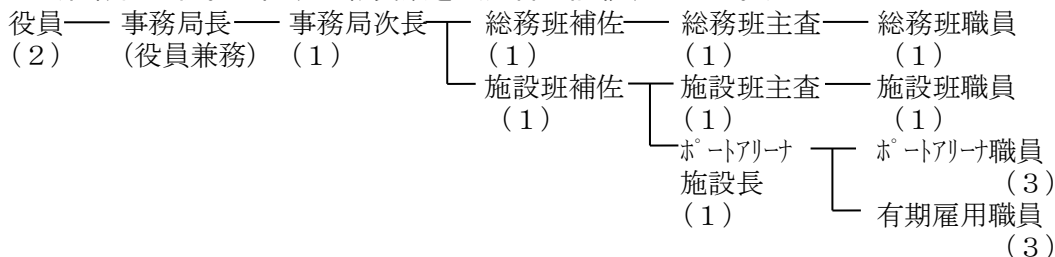 役員 事務局長 事務局次長 総務班補佐 総務班主査 総務班職員
(2) (役員兼務) (1) (1) (1) (1)
施設班補佐 施設班主査 施設班職員
(1) (1) (1)
ﾎﾟｰﾄｱﾘｰﾅ ﾎﾟｰﾄｱﾘｰﾅ職員
施設長 (3)
(1) 有期雇用職員
(3)